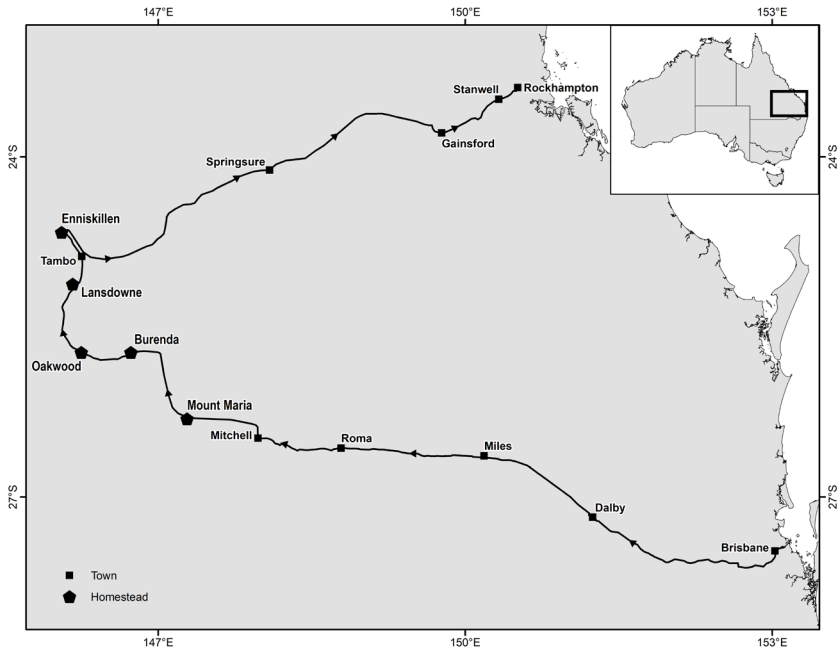 147°E
150°E
153°E
Stanwell
Rockhampton
24°S
24°S
Gainsford
Springsure
Enniskillen
Tambo
Lansdowne
Burenda
Oakwood
Mount Maria
Mitchell
Roma
Miles
27°S
27°S
Dalby
Brisbane
Town
Homestead
147°E
150°E
153°E